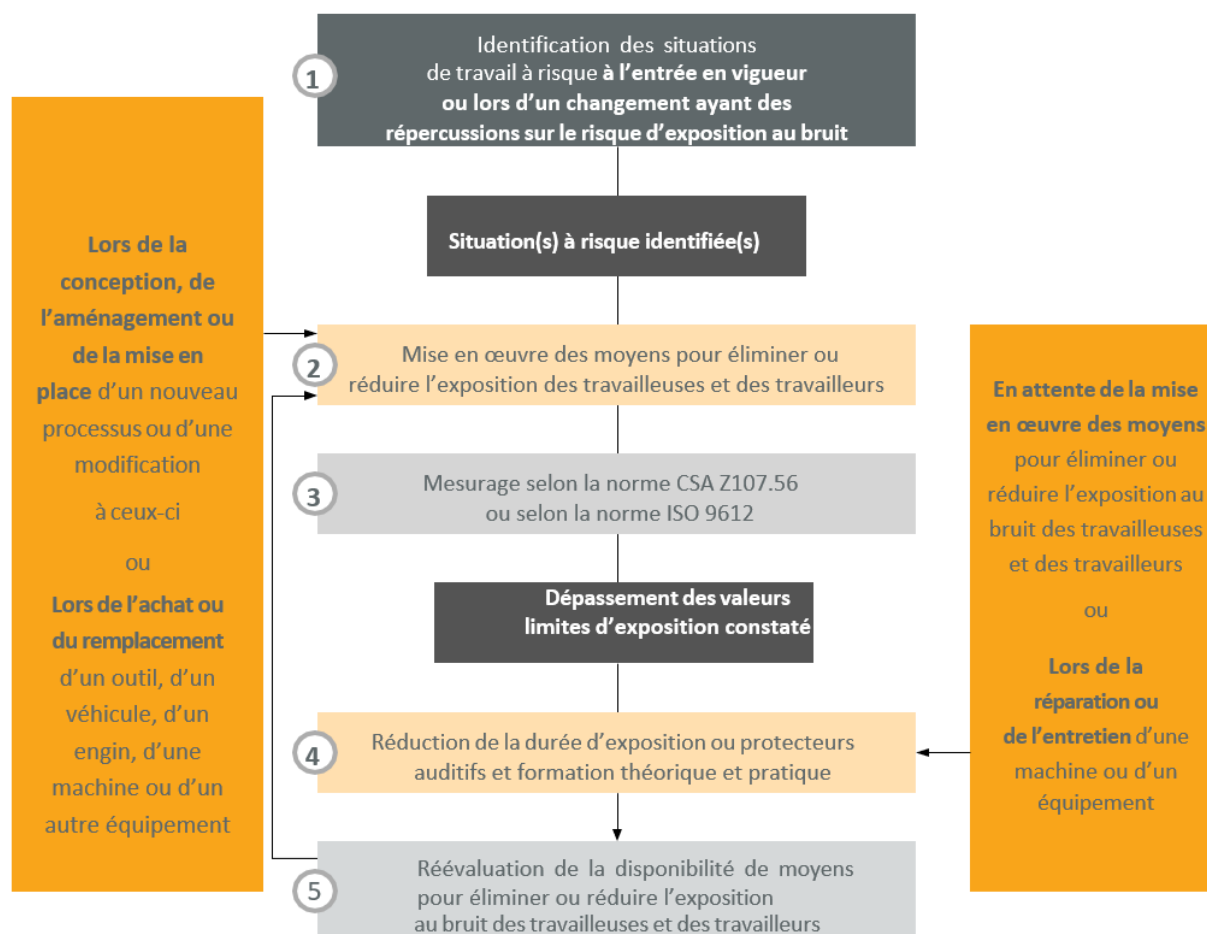 1
Identification des situations
de travail à risque à l’entrée en vigueur
ou lors d’un changement ayant des
répercussions sur le risque d’exposition au bruit
Situation(s) à risque identifiée(s)
Lors de la
conception, de
l’aménagement ou
de la mise en
place d’un nouveau
processus ou d’une
modification
à ceux-ci
ou
Lors de l’achat ou
du remplacement
d’un outil, d’un
véhicule, d’un
engin, d’une
machine ou d’un
autre équipement
2
Mise en œuvre des moyens pour éliminer ou
réduire l’exposition des travailleuses et des travailleurs
3
Mesurage selon la norme CSA Z107.56
ou selon la norme ISO 9612
Dépassement des valeurs
limites d’exposition constaté
4
Réduction de la durée d’exposition ou protecteurs
auditifs et formation théorique et pratique
5
Réévaluation de la disponibilité de moyens
pour éliminer ou réduire l’exposition
au bruit des travailleuses et des travailleurs
En attente de la mise
en œuvre des moyens
pour éliminer ou
réduire l’exposition au
bruit des travailleuses
et des travailleurs
ou
Lors de la
réparation ou
de l’entretien d’une
machine ou d’un
équipement